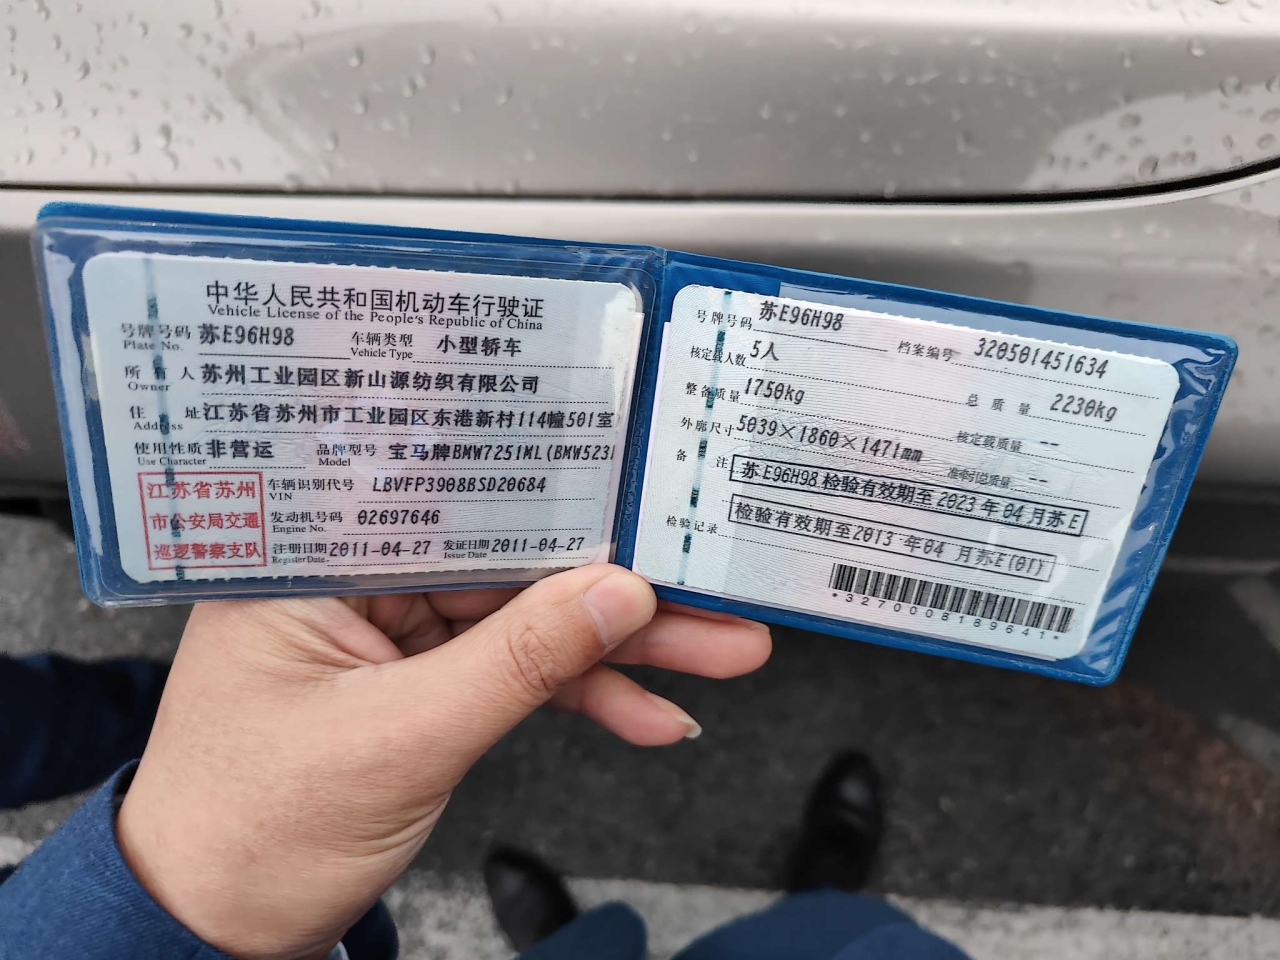 中华人民共和国机动车行驶证
Vehicle License of the People's Republic of China
号牌号码 苏E96H98 车辆类型 小型轿车
Plate No. Vehicle Type
所有人 苏州工业园区新山源纺织有限公司
Owner
住址 江苏省苏州市工业园区东港新村114幢501室
Address
使用性质 非营运 品牌型号 宝马牌BMW7251ML(BMW523
Use Character Model
江苏省苏州
市公安局交通
巡逻警察支队
车辆识别代号 LBVFP3908BSD20684
VIN
发动机号码 02697646
Engine No.
注册日期 2011-04-27 发证日期 2011-04-27
Register Date Issue Date
号牌号码 苏E96H98 档案编号 320501451634
核定载人数 5人
整备质量 1750kg 总质量 2230kg
外廓尺寸 5039×1860×1471mm 核定载质量 --
备注 准牵引总质量 --
苏E96H98检验有效期至2023年04月苏E
检验记录 检验有效期至2013年04月苏E(01)
*3270008189641*